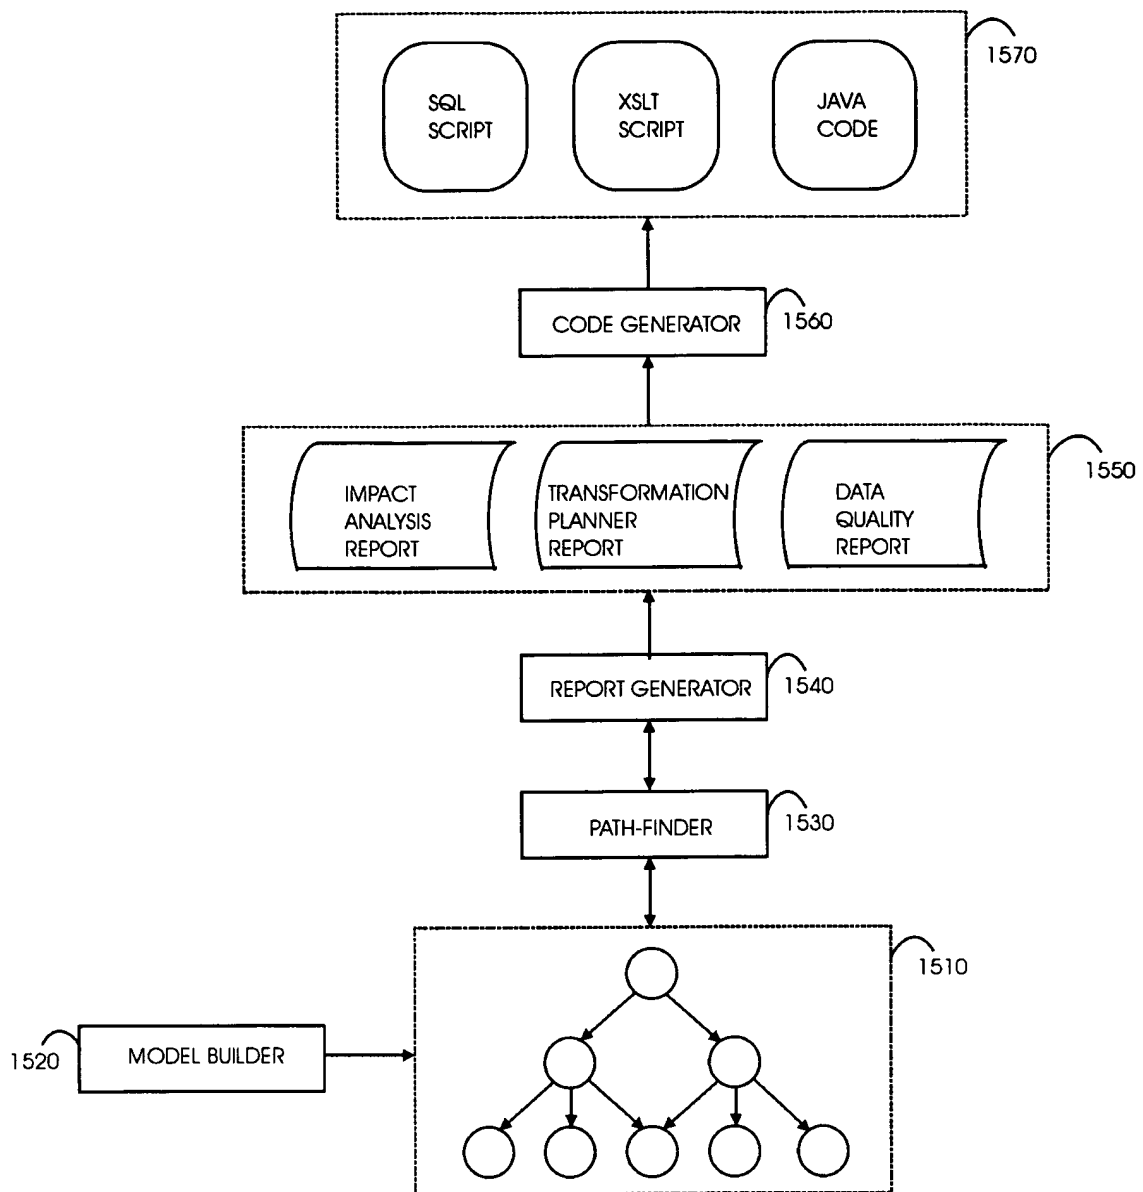 1570
SQL
SCRIPT
XSLT
SCRIPT
JAVA
CODE
CODE GENERATOR
1560
1550
IMPACT
ANALYSIS
REPORT
TRANSFORMATION
PLANNER
REPORT
DATA
QUALITY
REPORT
REPORT GENERATOR
1540
PATH-FINDER
1530
1510
1520
MODEL BUILDER